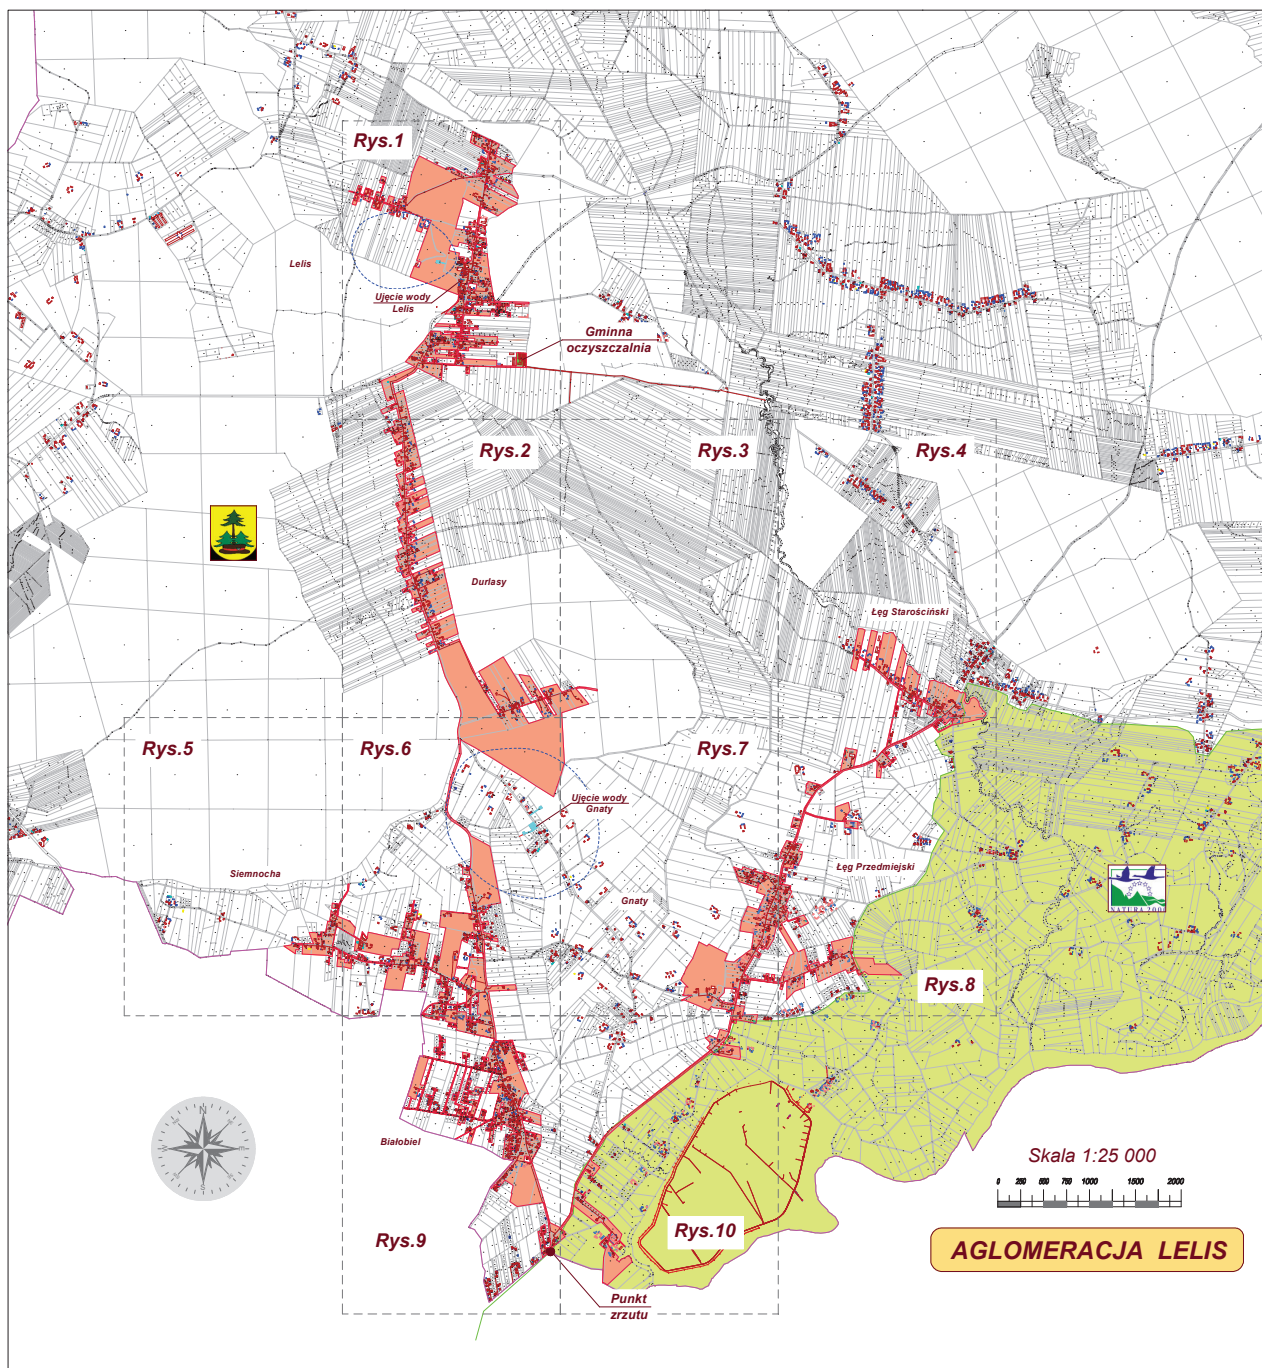 Rys.1
Lelis
Ujęcie wody
Lelis
Gminna
oczyszczalnia
Rys.2
Rys.3
Rys.4
Durlasy
Łęg Starościński
Rys.5
Rys.6
Rys.7
Ujęcie wody
Gnaty
Siemnocha
Gnaty
Łęg Przedmiejski
NATURA 2000
Rys.8
N
S
Białobiel
Skala 1:25 000
0 250 500 750 1000 1500 2000
Rys.9
Rys.10
AGLOMERACJA LELIS
Punkt
zrzutu